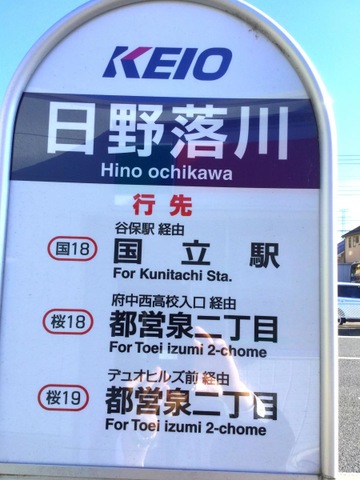 KEIO
日野落川
Hino ochikawa
行先
谷保駅 経由
国18 国立駅
For Kunitachi Sta.
府中西高校入口 経由
桜18 都営泉二丁目
For Toei izumi 2-chome
デュオヒルズ前 経由
桜19 都営泉二丁目
For Toei izumi 2-chome